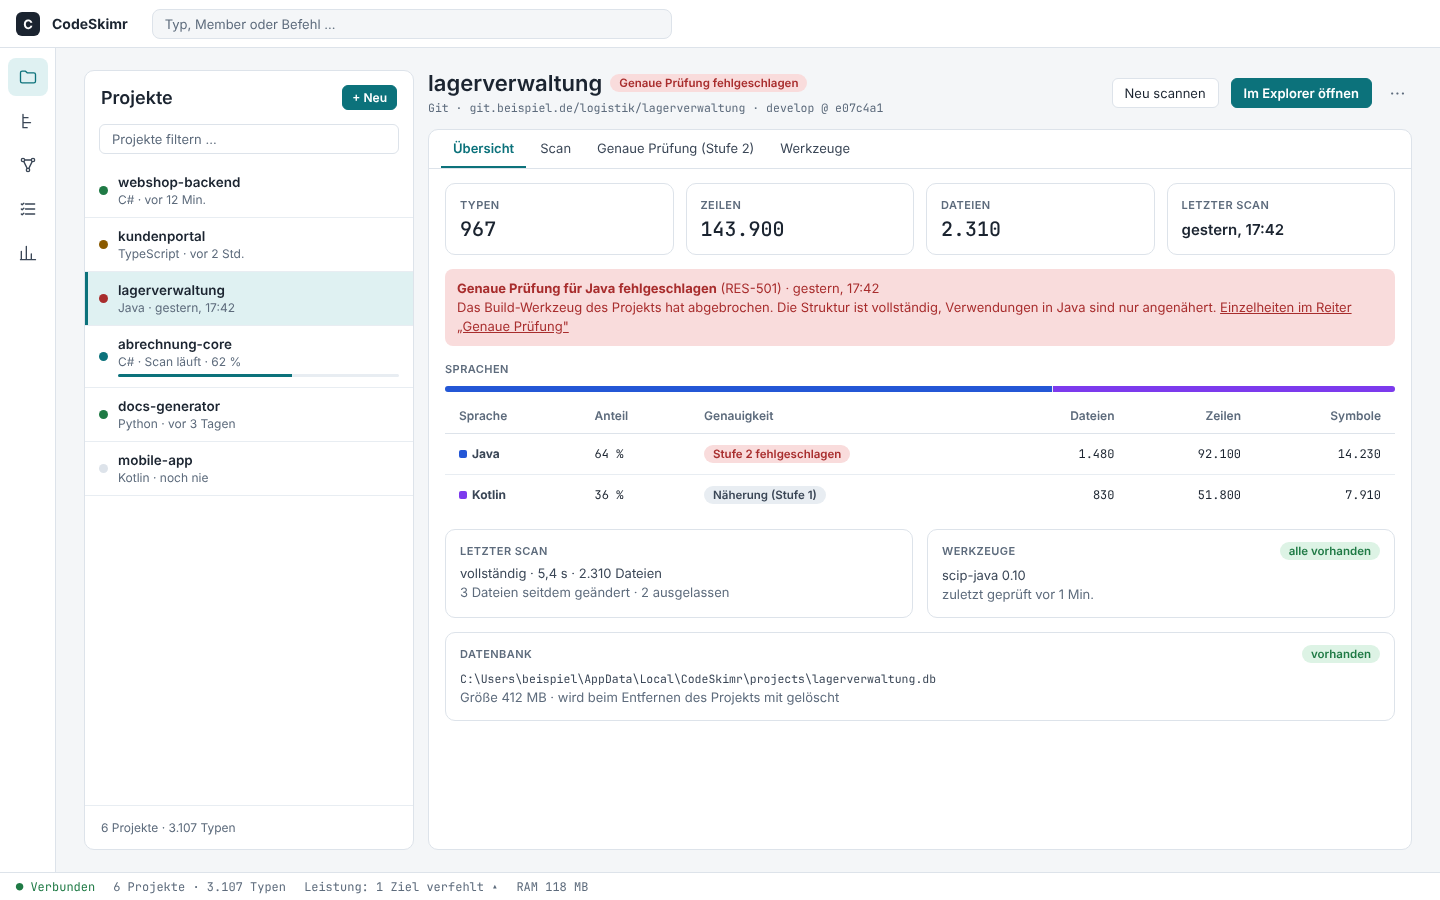 C CodeSkimr
Typ, Member oder Befehl ...
Projekte
+ Neu
Projekte filtern ...
webshop-backend
C# · vor 12 Min.
kundenportal
TypeScript · vor 2 Std.
lagerverwaltung
Java · gestern, 17:42
abrechnung-core
C# · Scan läuft · 62 %
docs-generator
Python · vor 3 Tagen
mobile-app
Kotlin · noch nie
6 Projekte · 3.107 Typen
lagerverwaltung Genaue Prüfung fehlgeschlagen
Git · git.beispiel.de/logistik/lagerverwaltung · develop @ e07c4a1
Neu scannen Im Explorer öffnen ...
Übersicht Scan Genaue Prüfung (Stufe 2) Werkzeuge
TYPEN
967
ZEILEN
143.900
DATEIEN
2.310
LETZTER SCAN
gestern, 17:42
Genaue Prüfung für Java fehlgeschlagen (RES-501) · gestern, 17:42
Das Build-Werkzeug des Projekts hat abgebrochen. Die Struktur ist vollständig, Verwendungen in Java sind nur angenähert. Einzelheiten im Reiter
„Genaue Prüfung"
SPRACHEN
Sprache Anteil Genauigkeit Dateien Zeilen Symbole
Java 64 % Stufe 2 fehlgeschlagen 1.480 92.100 14.230
Kotlin 36 % Näherung (Stufe 1) 830 51.800 7.910
LETZTER SCAN
vollständig · 5,4 s · 2.310 Dateien
3 Dateien seitdem geändert · 2 ausgelassen
WERKZEUGE alle vorhanden
scip-java 0.10
zuletzt geprüft vor 1 Min.
DATENBANK vorhanden
C:\Users\beispiel\AppData\Local\CodeSkimr\projects\lagerverwaltung.db
Größe 412 MB · wird beim Entfernen des Projekts mit gelöscht
Verbunden 6 Projekte · 3.107 Typen Leistung: 1 Ziel verfehlt ▴ RAM 118 MB